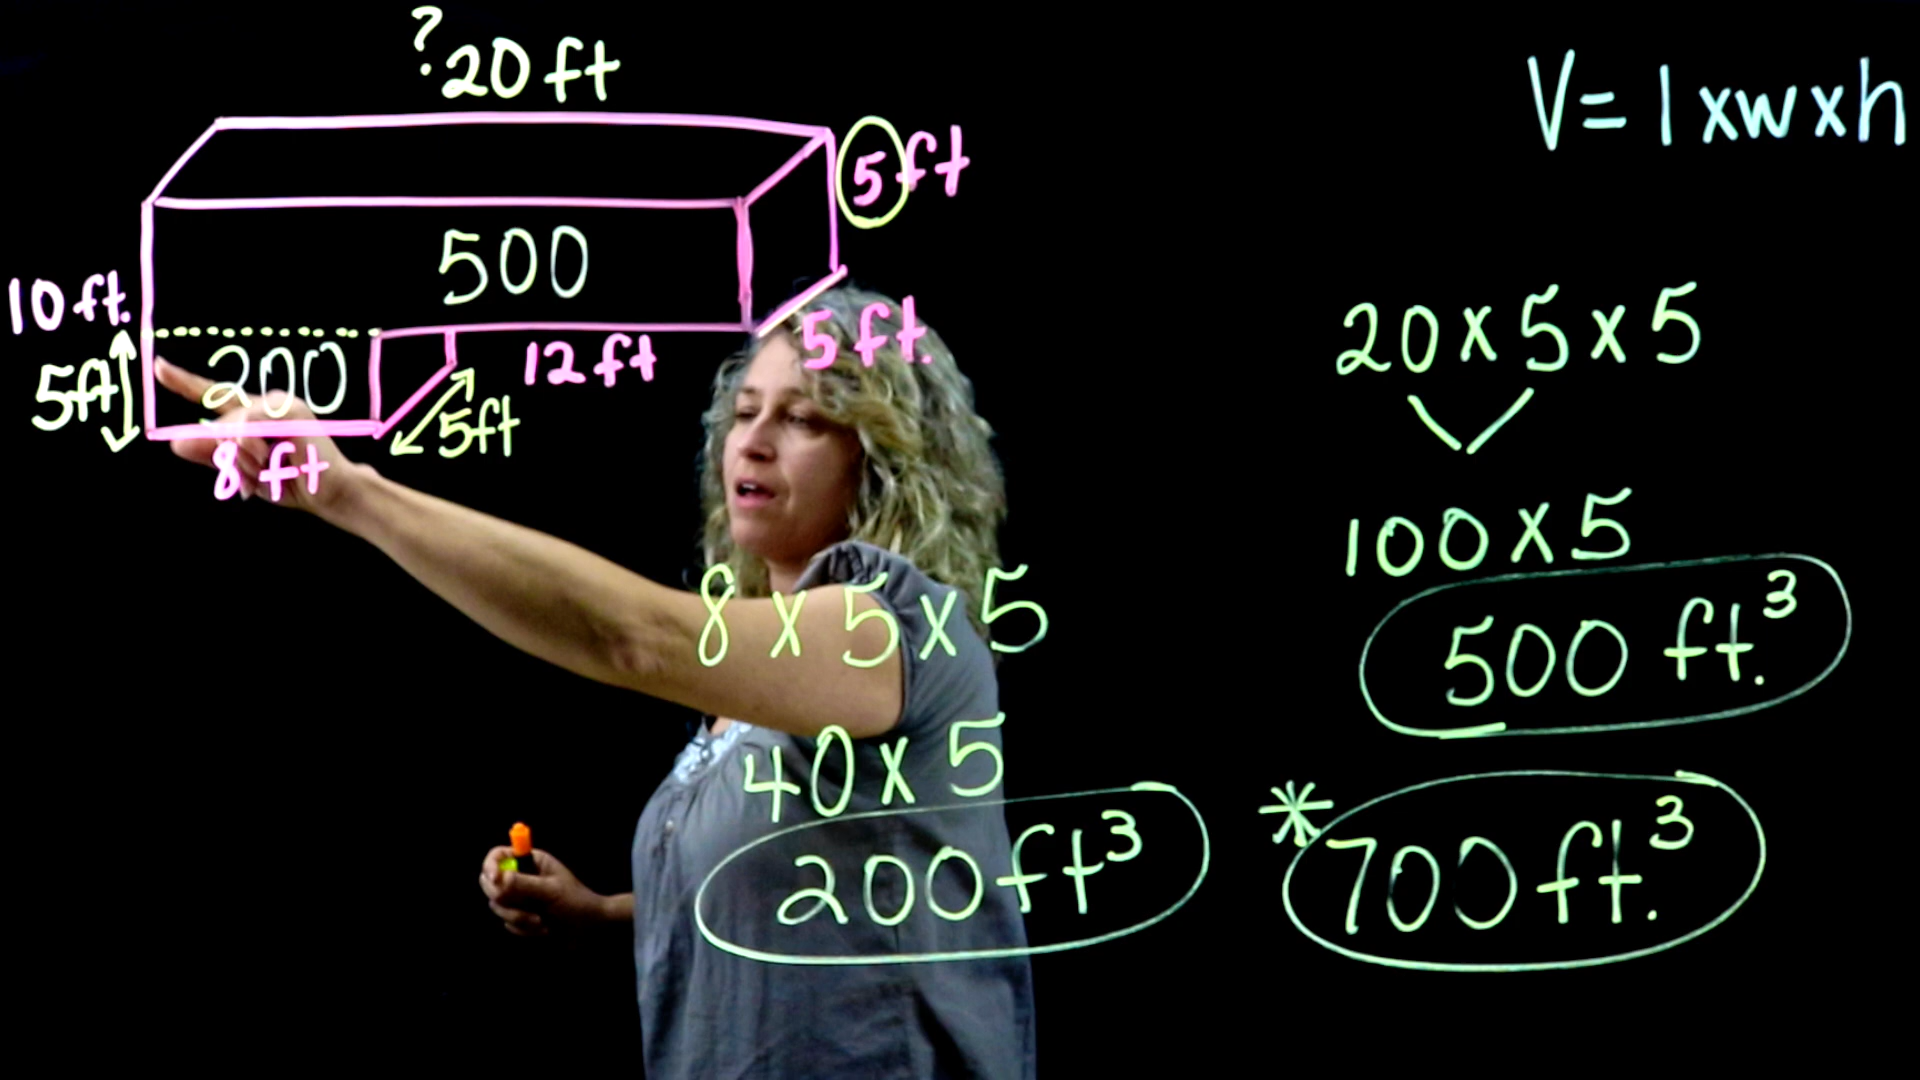 ?
20 ft
V = l x w x h
5 ft
500
10 ft.
5ft
200
12 ft
5 ft.
5ft
8 ft
20 x 5 x 5
100 x 5
500 ft.³
8 x 5 x 5
40 x 5
200 ft³
* 700 ft.³